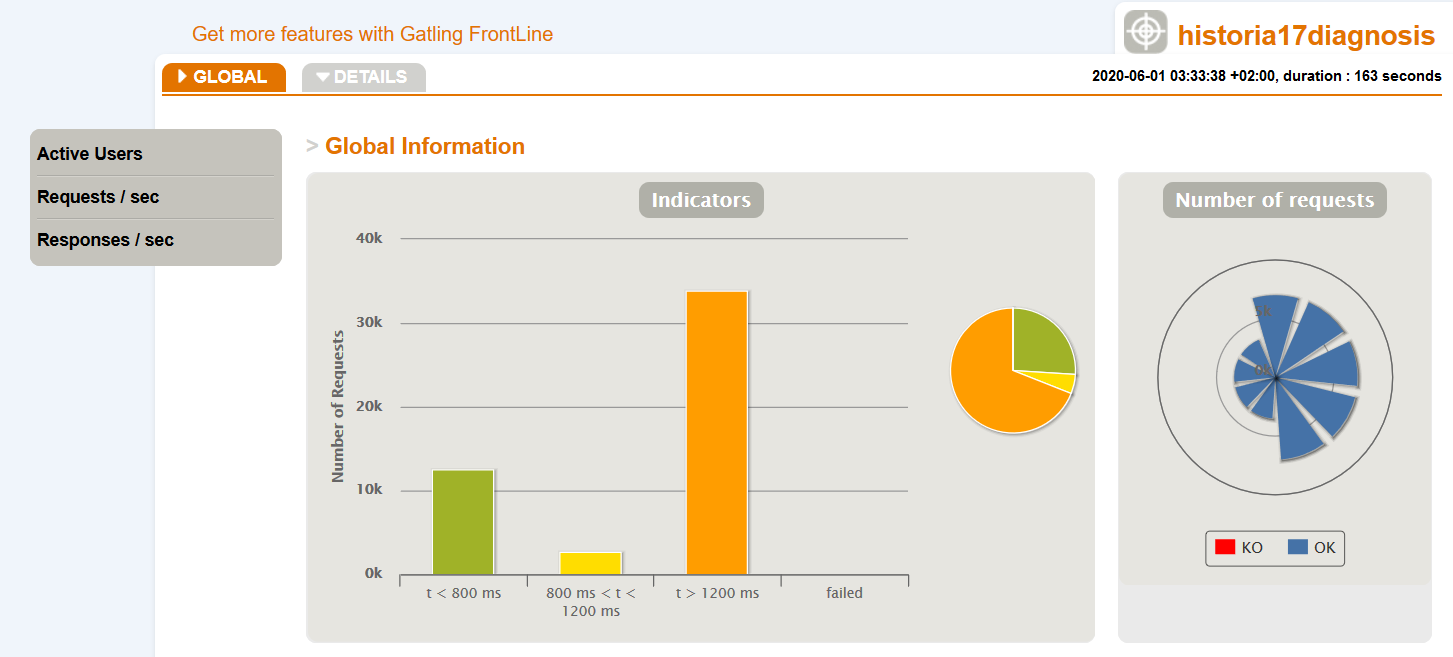 Get more features with Gatling FrontLine
historia17diagnosis
GLOBAL
DETAILS
2020-06-01 03:33:38 +02:00, duration : 163 seconds
Active Users
Requests / sec
Responses / sec
> Global Information
Indicators
40k
30k
20k
10k
0k
Number of Requests
t < 800 ms
800 ms < t <
1200 ms
t > 1200 ms
failed
Number of requests
KO
OK